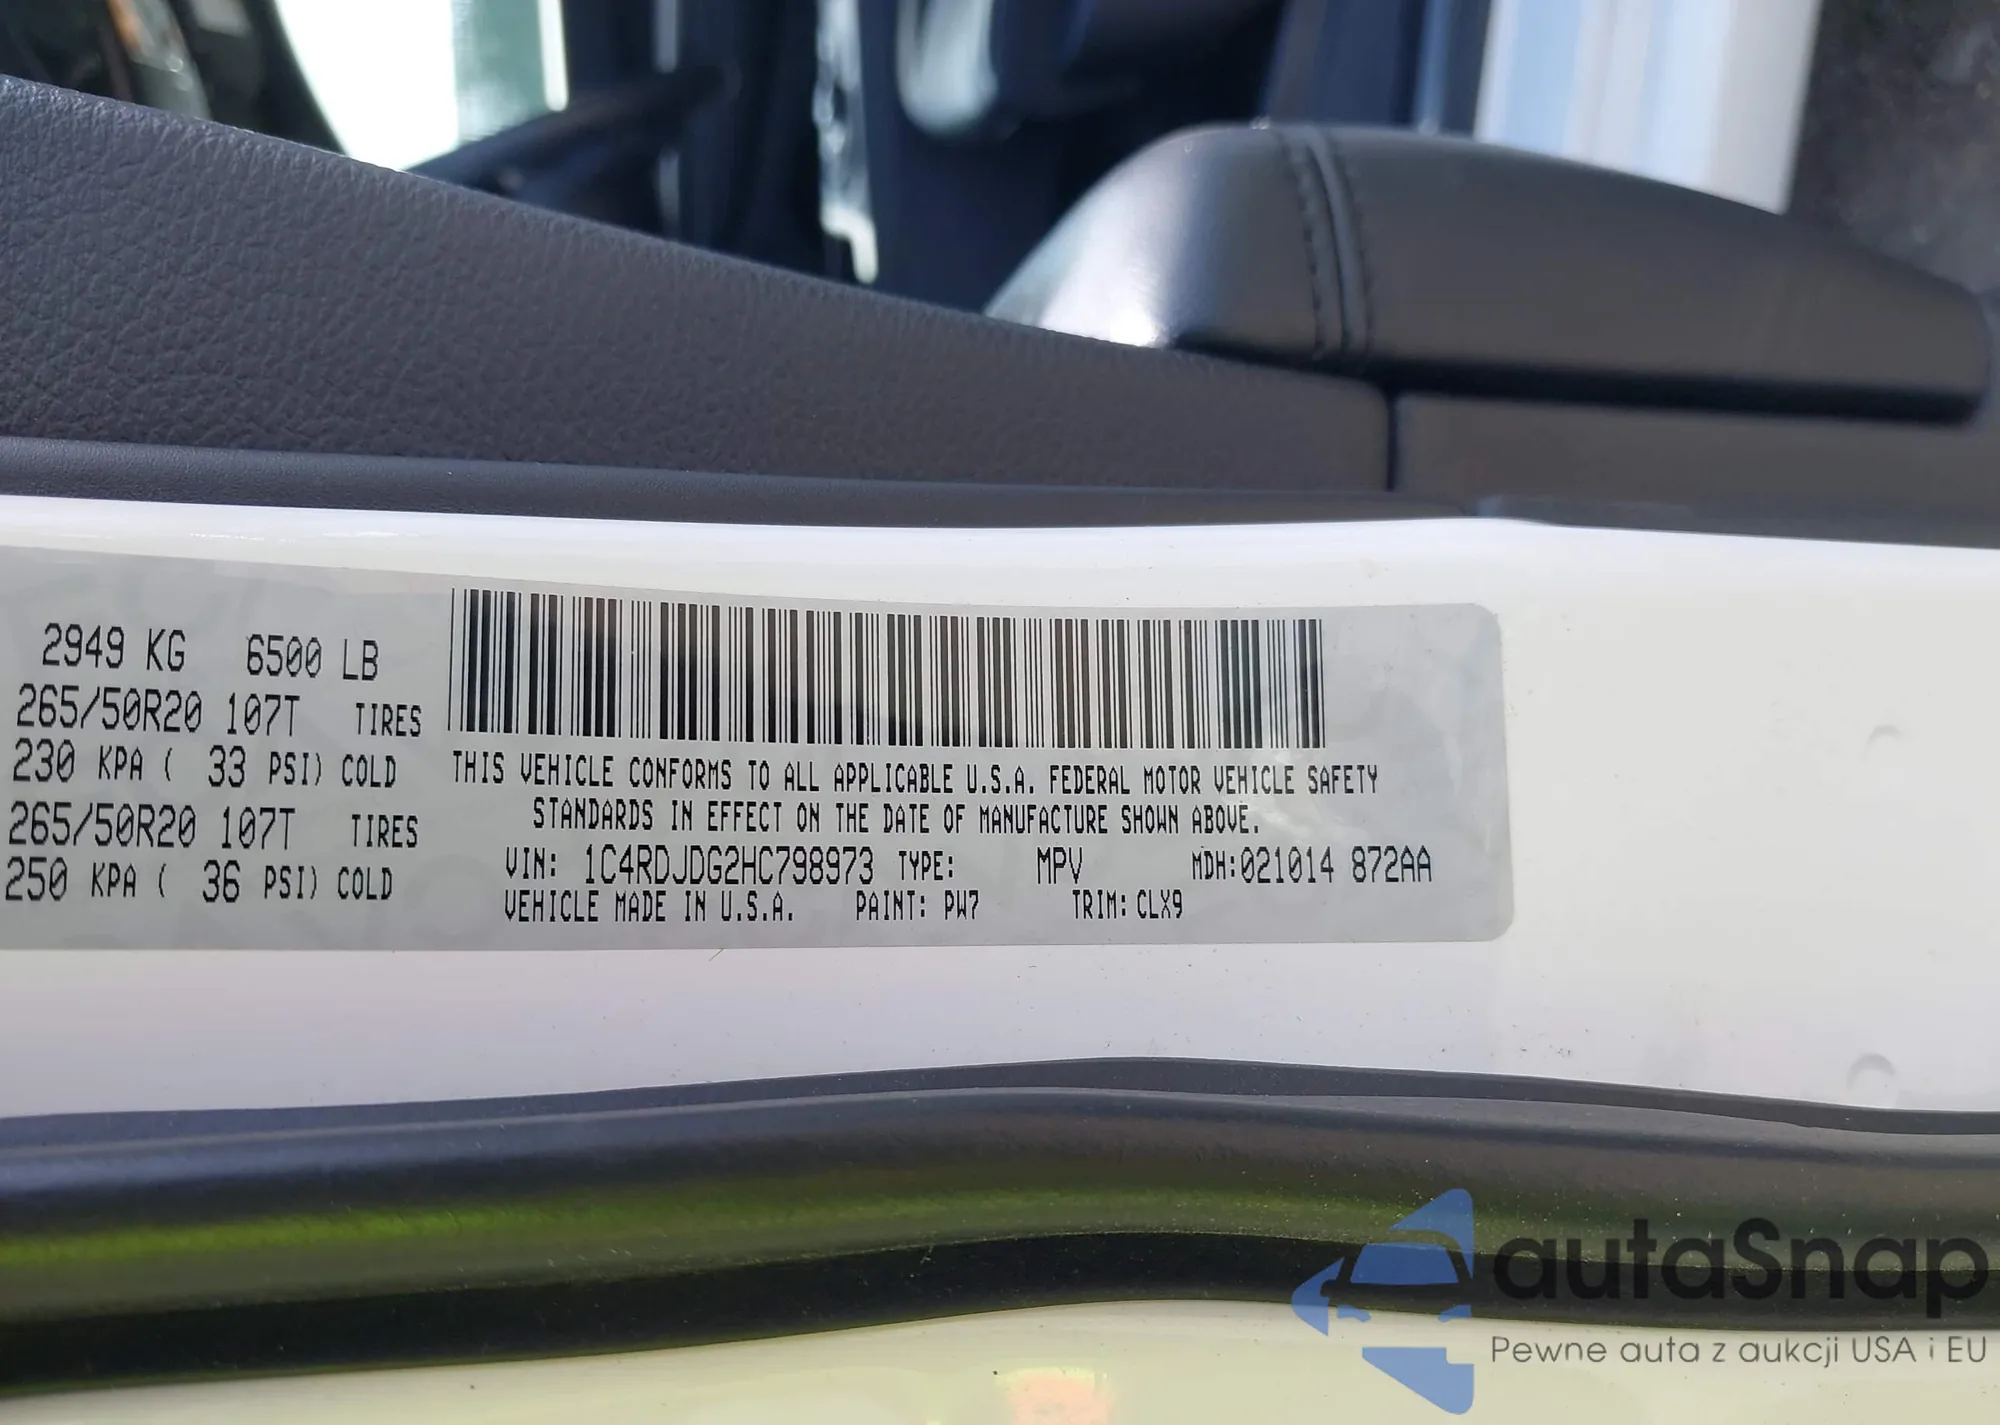 2949 KG 6500 LB
265/50R20 107T TIRES
230 KPA ( 33 PSI) COLD
265/50R20 107T TIRES
250 KPA ( 36 PSI) COLD
THIS VEHICLE CONFORMS TO ALL APPLICABLE U.S.A. FEDERAL MOTOR VEHICLE SAFETY
STANDARDS IN EFFECT ON THE DATE OF MANUFACTURE SHOWN ABOVE.
VIN: 1C4RDJDG2HC798973 TYPE: MPV MDH:021014 872AA
VEHICLE MADE IN U.S.A. PAINT: PW7 TRIM: CLX9
autaSnap
Pewne auta z aukcji USA i EU